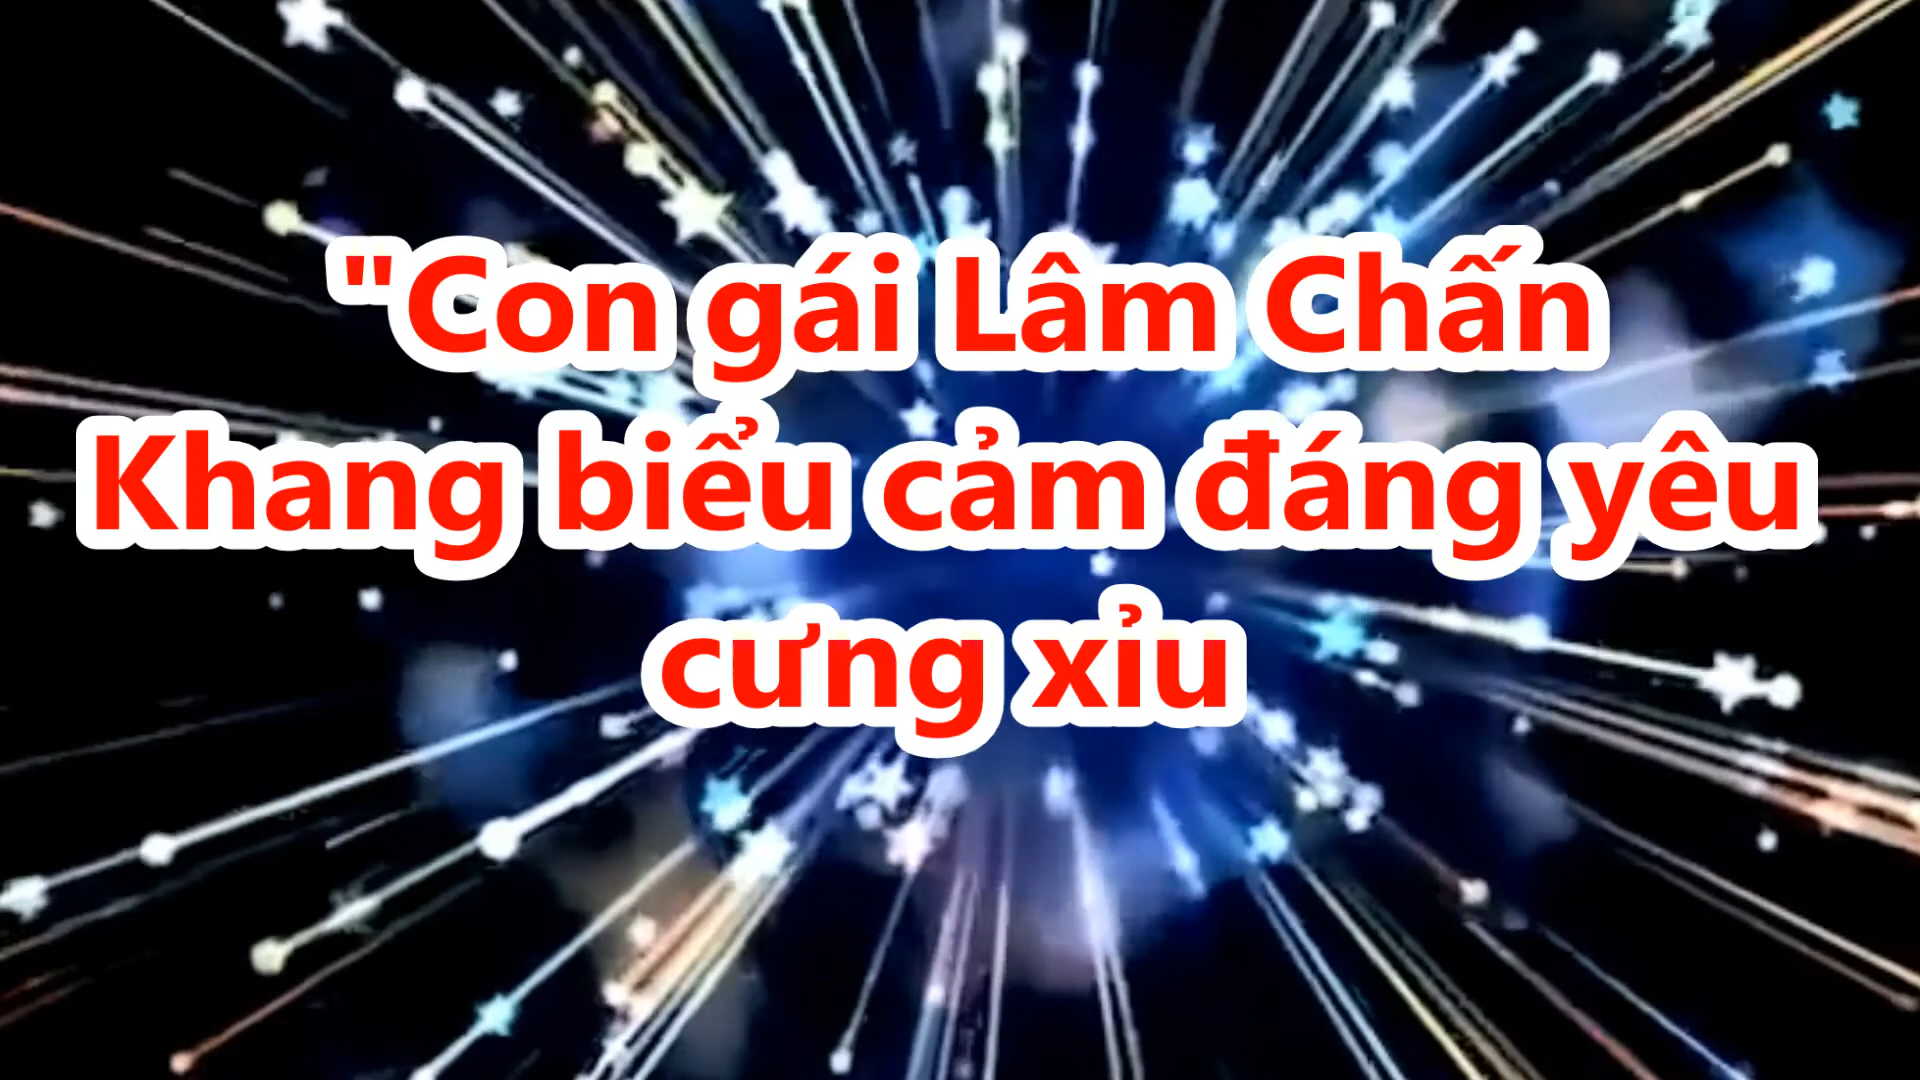 "Con gái Lâm Chấn
Khang biểu cảm đáng yêu
cưng xỉu